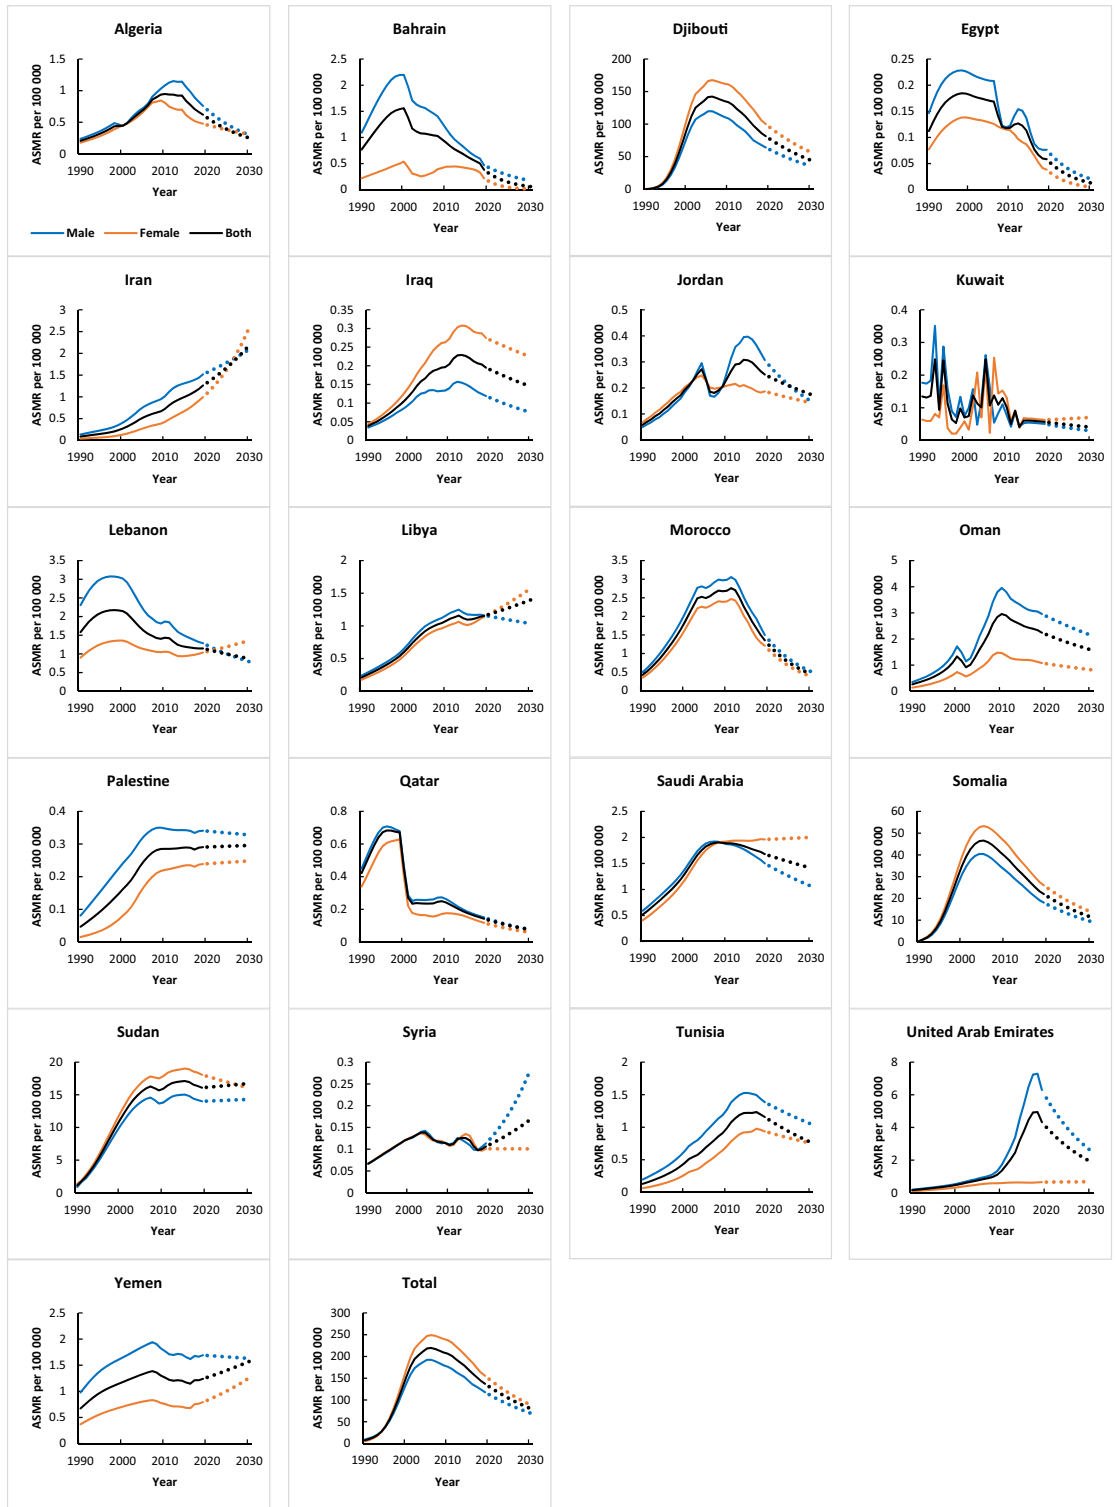 Algeria
ASMR per 100 000
1.5
1
0.5
0
1990 2000 2010 2020 2030
Year
Male Female Both
Bahrain
ASMR per 100 000
2.5
2
1.5
1
0.5
0
1990 2000 2010 2020 2030
Year
Djibouti
ASMR per 100 000
200
150
100
50
0
1990 2000 2010 2020 2030
Year
Egypt
ASMR per 100 000
0.25
0.2
0.15
0.1
0.05
0
1990 2000 2010 2020 2030
Year
Iran
ASMR per 100 000
3
2.5
2
1.5
1
0.5
0
1990 2000 2010 2020 2030
Year
Iraq
ASMR per 100 000
0.35
0.3
0.25
0.2
0.15
0.1
0.05
0
1990 2000 2010 2020 2030
Year
Jordan
ASMR per 100 000
0.5
0.4
0.3
0.2
0.1
0
1990 2000 2010 2020 2030
Year
Kuwait
ASMR per 100 000
0.4
0.3
0.2
0.1
0
1990 2000 2010 2020 2030
Year
Lebanon
ASMR per 100 000
3.5
3
2.5
2
1.5
1
0.5
0
1990 2000 2010 2020 2030
Year
Libya
ASMR per 100 000
2
1.5
1
0.5
0
1990 2000 2010 2020 2030
Year
Morocco
ASMR per 100 000
3.5
3
2.5
2
1.5
1
0.5
0
1990 2000 2010 2020 2030
Year
Oman
ASMR per 100 000
5
4
3
2
1
0
1990 2000 2010 2020 2030
Year
Palestine
ASMR per 100 000
0.4
0.3
0.2
0.1
0
1990 2000 2010 2020 2030
Year
Qatar
ASMR per 100 000
0.8
0.6
0.4
0.2
0
1990 2000 2010 2020 2030
Year
Saudi Arabia
ASMR per 100 000
2.5
2
1.5
1
0.5
0
1990 2000 2010 2020 2030
Year
Somalia
ASMR per 100 000
60
50
40
30
20
10
0
1990 2000 2010 2020 2030
Year
Sudan
ASMR per 100 000
20
15
10
5
0
1990 2000 2010 2020 2030
Year
Syria
ASMR per 100 000
0.3
0.25
0.2
0.15
0.1
0.05
0
1990 2000 2010 2020 2030
Year
Tunisia
ASMR per 100 000
2
1.5
1
0.5
0
1990 2000 2010 2020 2030
Year
United Arab Emirates
ASMR per 100 000
8
6
4
2
0
1990 2000 2010 2020 2030
Year
Yemen
ASMR per 100 000
2.5
2
1.5
1
0.5
0
1990 2000 2010 2020 2030
Year
Total
ASMR per 100 000
300
250
200
150
100
50
0
1990 2000 2010 2020 2030
Year